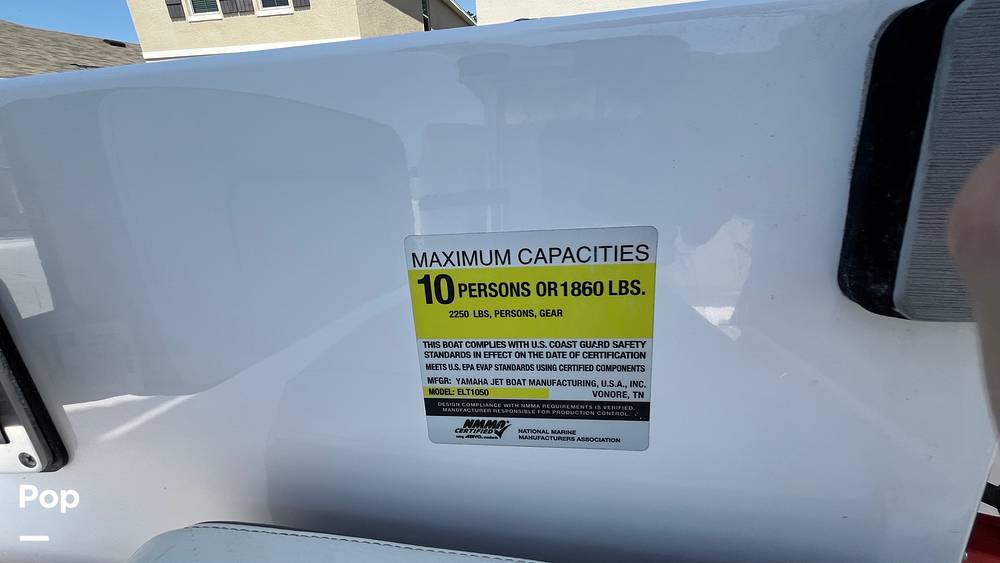 MAXIMUM CAPACITIES
10 PERSONS OR 1860 LBS.
2250 LBS, PERSONS, GEAR
THIS BOAT COMPLIES WITH U.S. COAST GUARD SAFETY
STANDARDS IN EFFECT ON THE DATE OF CERTIFICATION
MEETS U.S. EPA EVAP STANDARDS USING CERTIFIED COMPONENTS
MFGR: YAMAHA JET BOAT MANUFACTURING, U.S.A., INC.
MODEL: ELT1050 VONORE, TN
DESIGN COMPLIANCE WITH NMMA REQUIREMENTS IS VERIFIED.
MANUFACTURER RESPONSIBLE FOR PRODUCTION CONTROL.
NMMA
CERTIFIED
using ABYC standards
NATIONAL MARINE
MANUFACTURERS ASSOCIATION
Pop